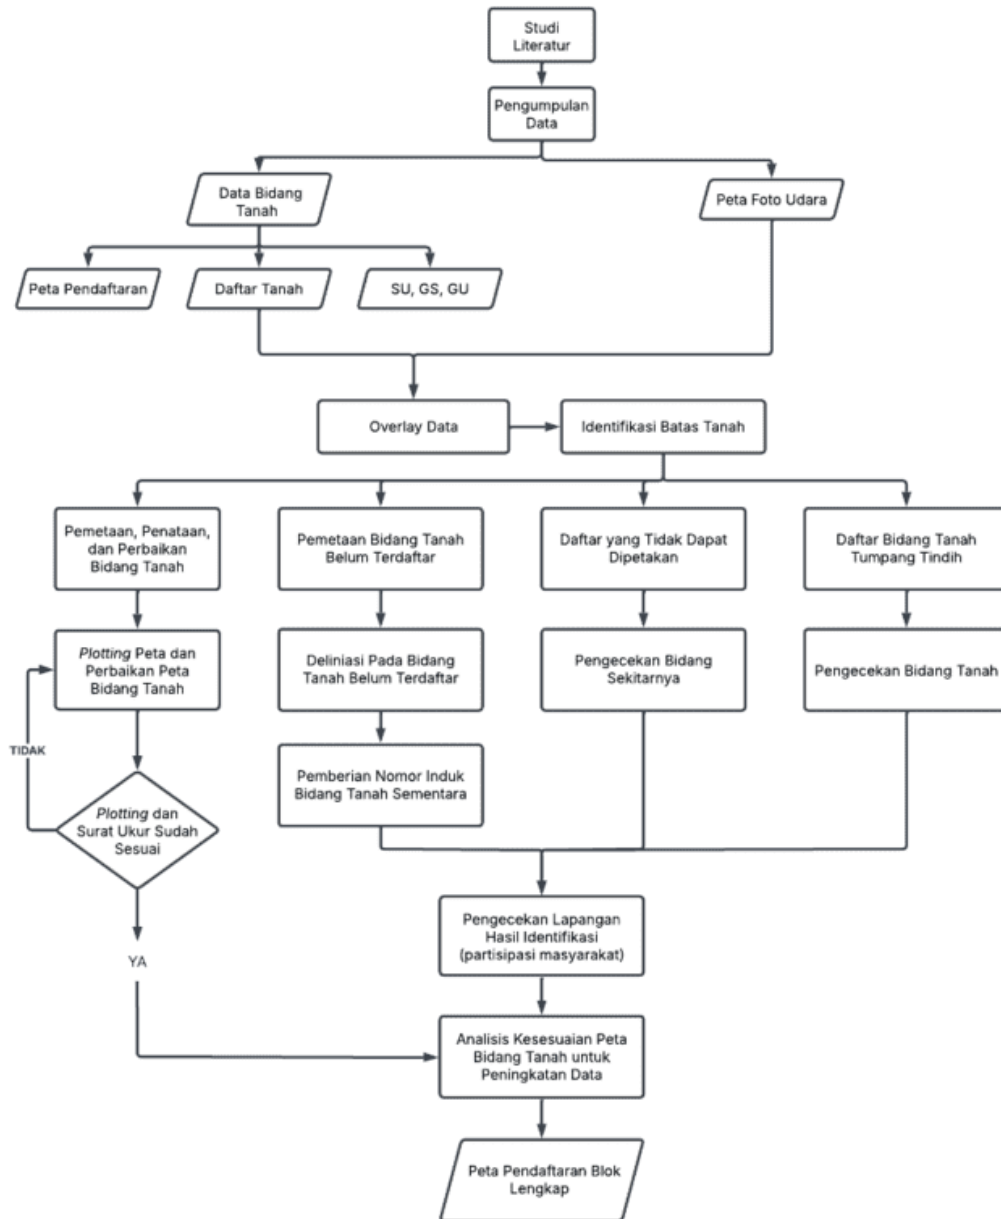 Studi
Literatur
Pengumpulan
Data
Data Bidang
Tanah
Peta Foto Udara
Peta Pendaftaran
Daftar Tanah
SU, GS, GU
Overlay Data
Identifikasi Batas Tanah
Pemetaan, Penataan,
dan Perbaikan
Bidang Tanah
Pemetaan Bidang Tanah
Belum Terdaftar
Daftar yang Tidak Dapat
Dipetakan
Daftar Bidang Tanah
Tumpang Tindih
Plotting Peta dan
Perbaikan Peta
Bidang Tanah
Deliniasi Pada Bidang
Tanah Belum Terdaftar
Pengecekan Bidang
Sekitarnya
Pengecekan Bidang Tanah
TIDAK
Plotting dan
Surat Ukur Sudah
Sesuai
Pemberian Nomor Induk
Bidang Tanah Sementara
YA
Pengecekan Lapangan
Hasil Identifikasi
(partisipasi masyarakat)
Analisis Kesesuaian Peta
Bidang Tanah untuk
Peningkatan Data
Peta Pendaftaran Blok
Lengkap